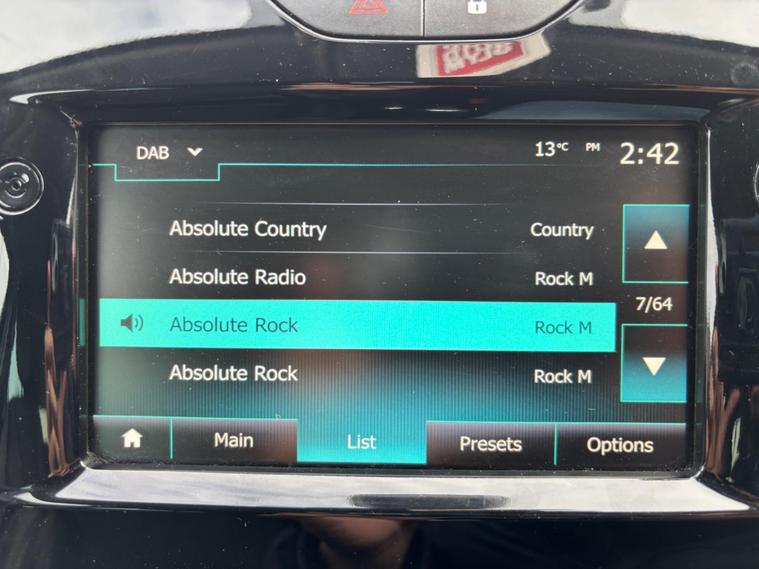 DAB 13°C PM 2:42
Absolute Country Country
Absolute Radio Rock M
7/64
Absolute Rock Rock M
Absolute Rock Rock M
Main List Presets Options